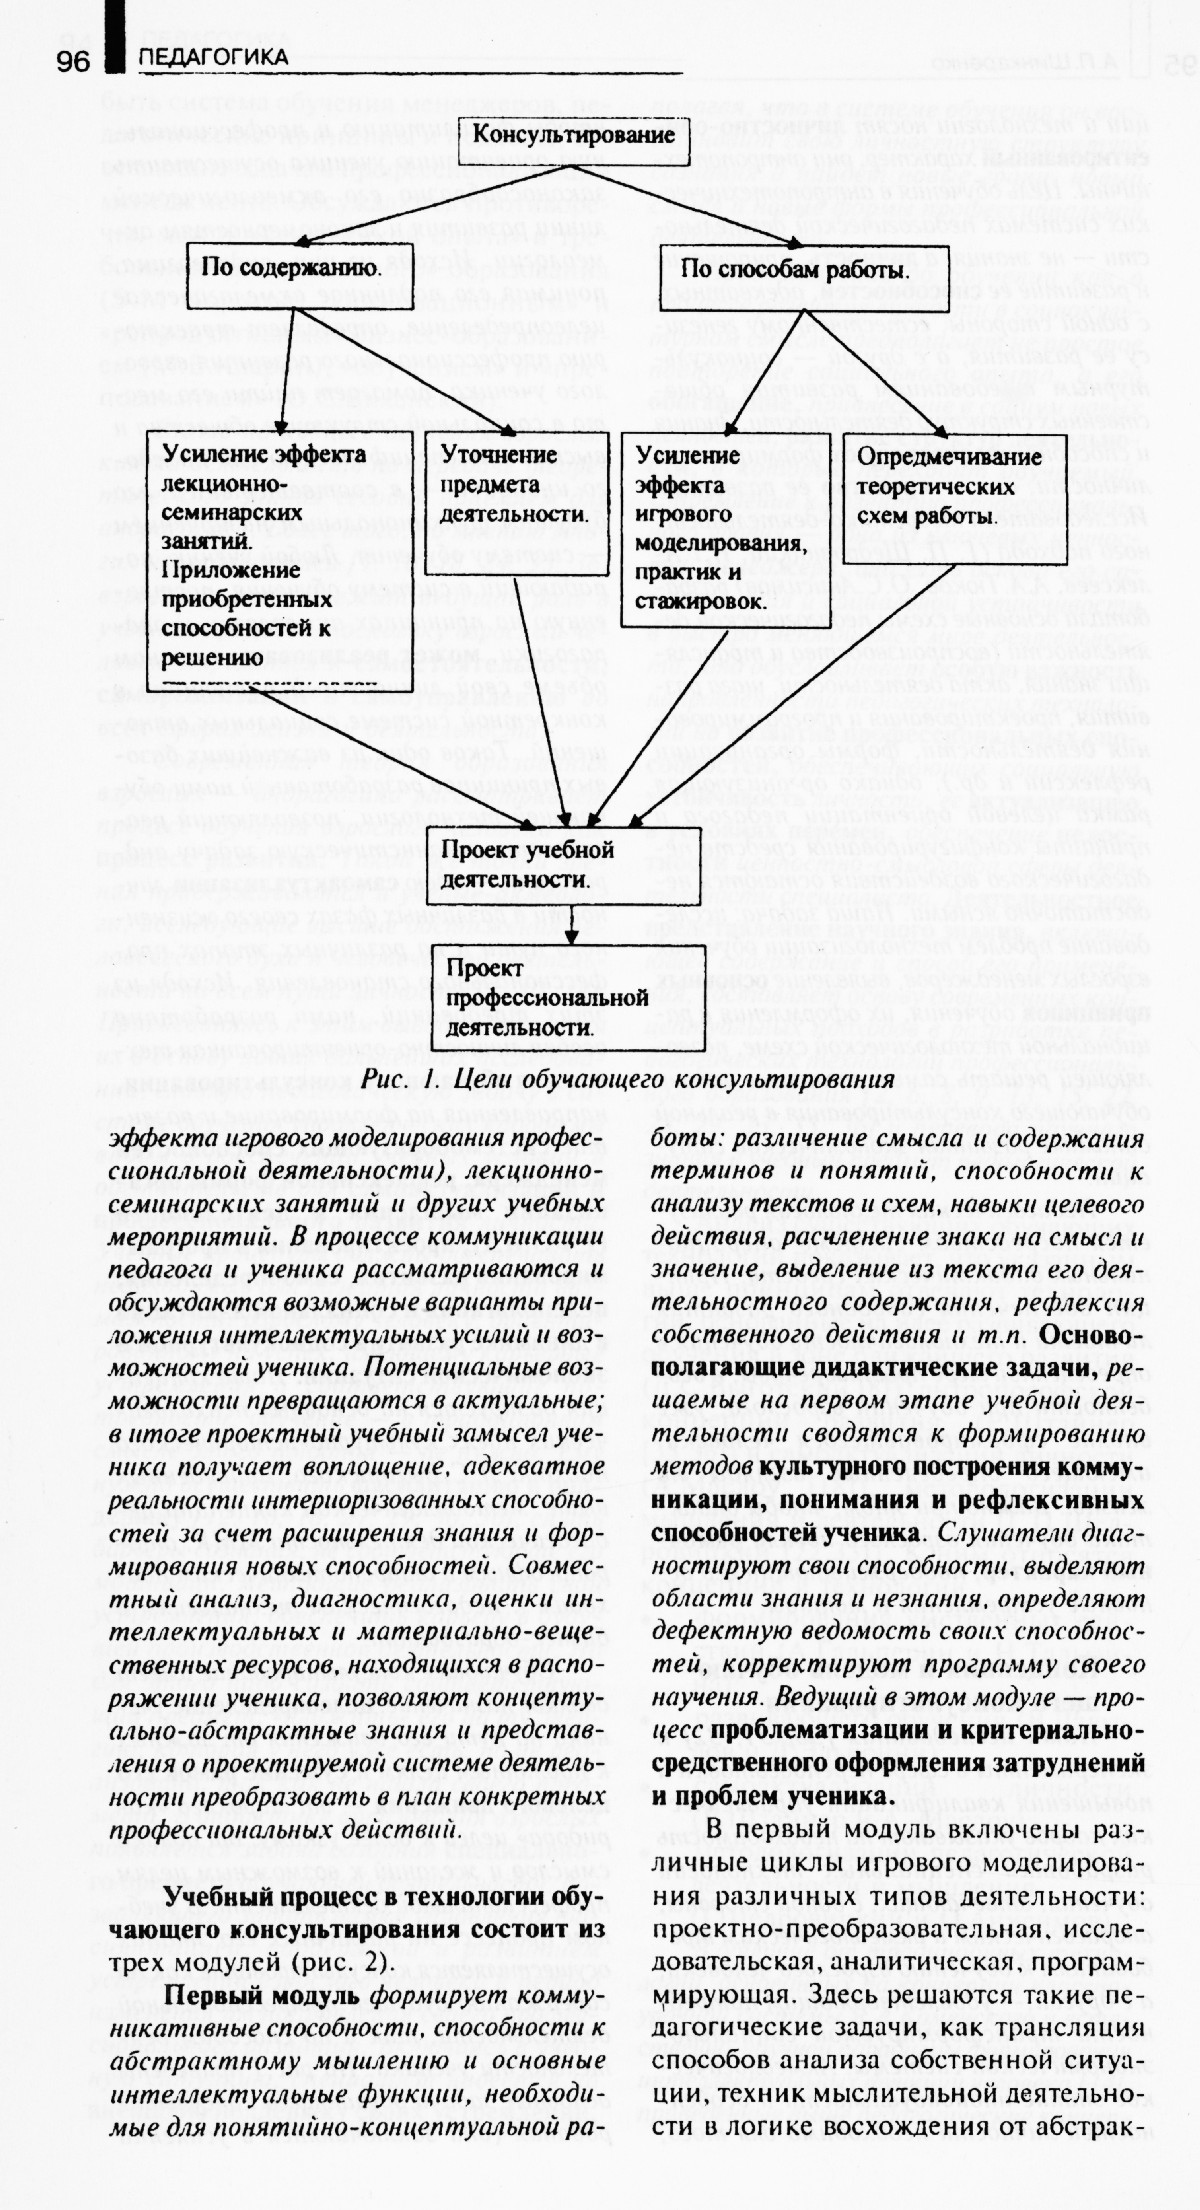 96
ПЕДАГОГИКА
Консультирование
По содержанию.
По способам работы.
Усиление эффекта
лекционно-
семинарских
занятий.
Приложение
приобретенных
способностей к
решению
Уточнение
предмета
деятельности.
Усиление
эффекта
игрового
моделирования,
практик и
стажировок.
Опредмечивание
теоретических
схем работы.
Проект учебной
деятельности.
Проект
профессиональной
деятельности.
Рис. 1. Цели обучающего консультирования
эффекта игрового моделирования профес-
сиональной деятельности), лекционно-
семинарских занятий и других учебных
мероприятий. В процессе коммуникации
педагога и ученика рассматриваются и
обсуждаются возможные варианты при-
ложения интеллектуальных усилий и воз-
можностей ученика. Потенциальные воз-
можности превращаются в актуальные;
в итоге проектный учебный замысел уче-
ника получает воплощение, адекватное
реальности интериоризованных способно-
стей за счет расширения знания и фор-
мирования новых способностей. Совмес-
тный анализ, диагностика, оценки ин-
теллектуальных и материально-веще-
ственных ресурсов, находящихся в распо-
ряжении ученика, позволяют концепту-
ально-абстрактные знания и представ-
ления о проектируемой системе деятель-
ности преобразовать в план конкретных
профессиональных действий.
Учебный процесс в технологии обу-
чающего консультирования состоит из
трех модулей (рис. 2).
Первый модуль формирует комму-
никативные способности, способности к
абстрактному мышлению и основные
интеллектуальные функции, необходи-
мые для понятийно-концептуальной ра-
боты: различение смысла и содержания
терминов и понятий, способности к
анализу текстов и схем, навыки целевого
действия, расчленение знака на смысл и
значение, выделение из текста его дея-
тельностного содержания, рефлексия
собственного действия и т.п. Осново-
полагающие дидактические задачи, ре-
шаемые на первом этапе учебной дея-
тельности сводятся к формированию
методов культурного построения комму-
никации, понимания и рефлексивных
способностей ученика. Слушатели диаг-
ностируют свои способности, выделяют
области знания и незнания, определяют
дефектную ведомость своих способнос-
тей, корректируют программу своего
научения. Ведущий в этом модуле — про-
цесс проблематизации и критериально-
средственного оформления затруднений
и проблем ученика.
В первый модуль включены раз-
личные циклы игрового моделирова-
ния различных типов деятельности:
проектно-преобразовательная, иссле-
довательская, аналитическая, програм-
мирующая. Здесь решаются такие пе-
дагогические задачи, как трансляция
способов анализа собственной ситуа-
ции, техник мыслительной деятельно-
сти в логике восхождения от абстрак-